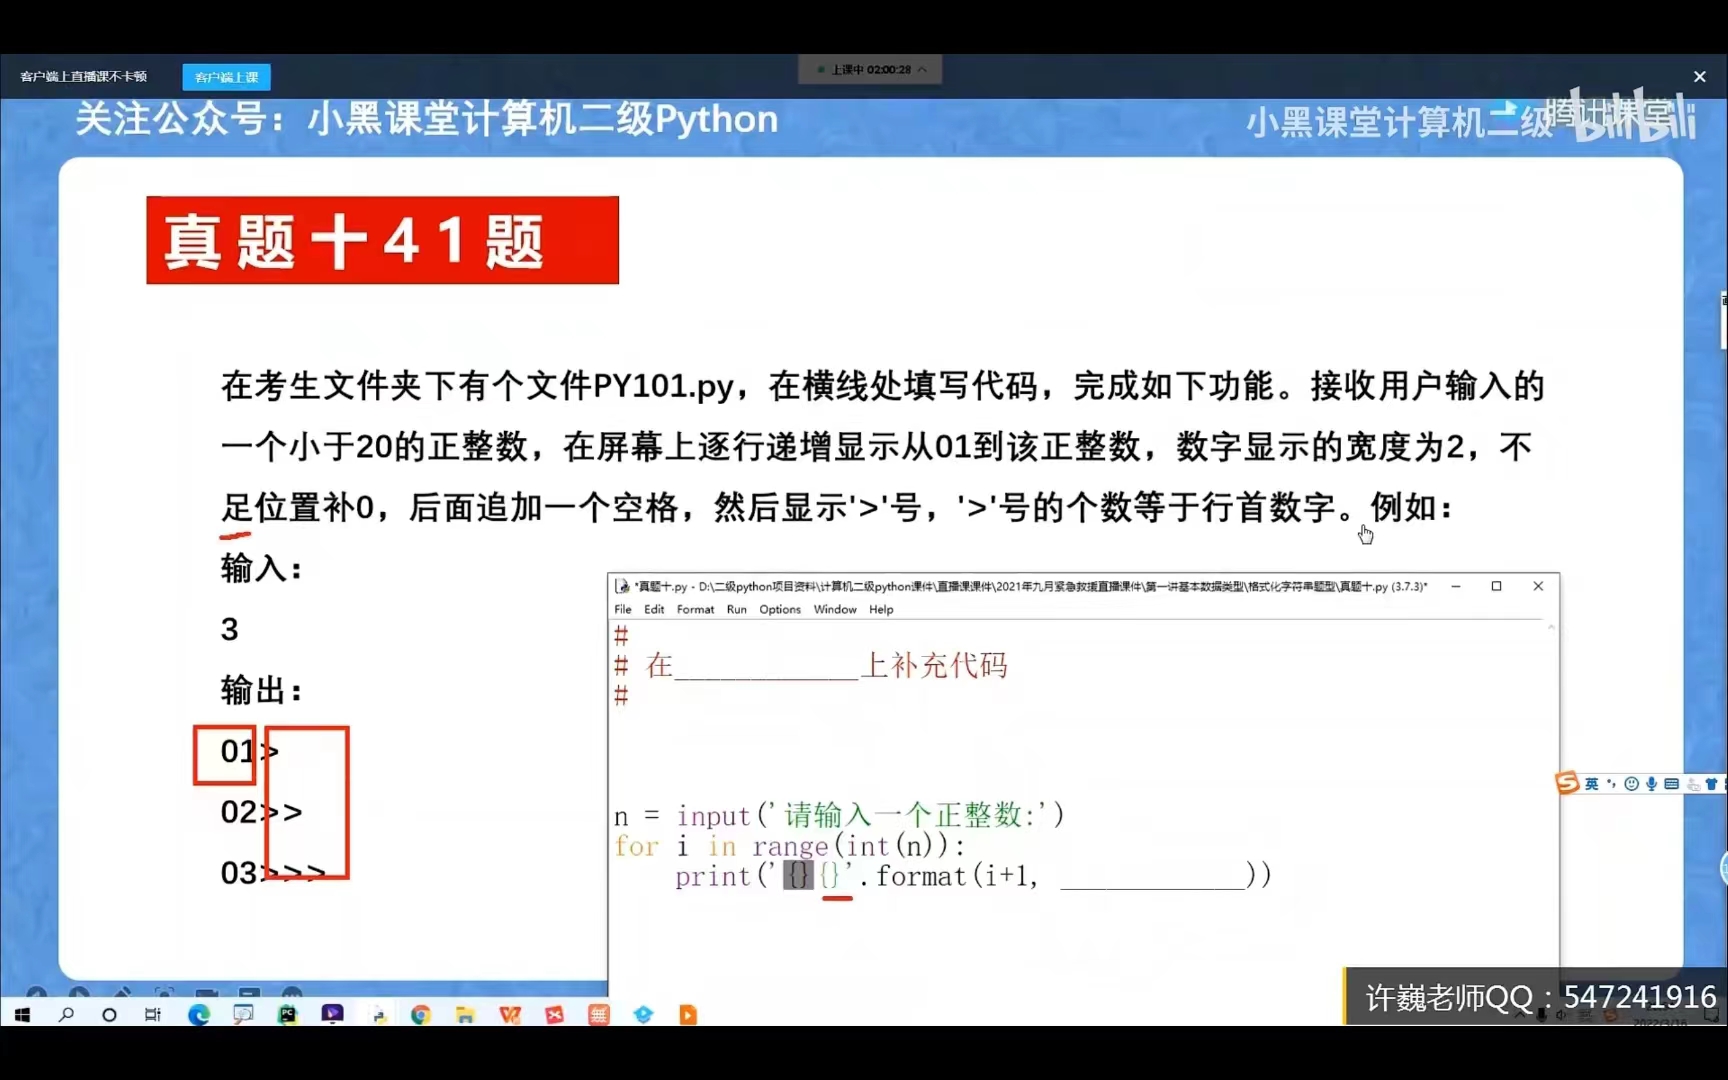 客户端上直播课不卡顿
客户端上课
上课中 02:00:28
关注公众号：小黑课堂计算机二级Python
小黑课堂计算机二级
腾讯课堂
bilibili
真题十41题
在考生文件夹下有个文件PY101.py，在横线处填写代码，完成如下功能。接收用户输入的
一个小于20的正整数，在屏幕上逐行递增显示从01到该正整数，数字显示的宽度为2，不
足位置补0，后面追加一个空格，然后显示'>'号，'>'号的个数等于行首数字。例如：
输入：
3
输出：
01>
02>>
03>>>
*真题十.py - D:\二级python项目资料\计算机二级python课件\直播课课件\2021年九月紧急救援直播课件\第一讲基本数据类型\格式化字符串题型\真题十.py (3.7.3)*
File Edit Format Run Options Window Help
#
# 在____________上补充代码
#
n = input('请输入一个正整数:')
for i in range(int(n)):
print('{}{}'.format(i+1, ____________))
英
许巍老师QQ：547241916